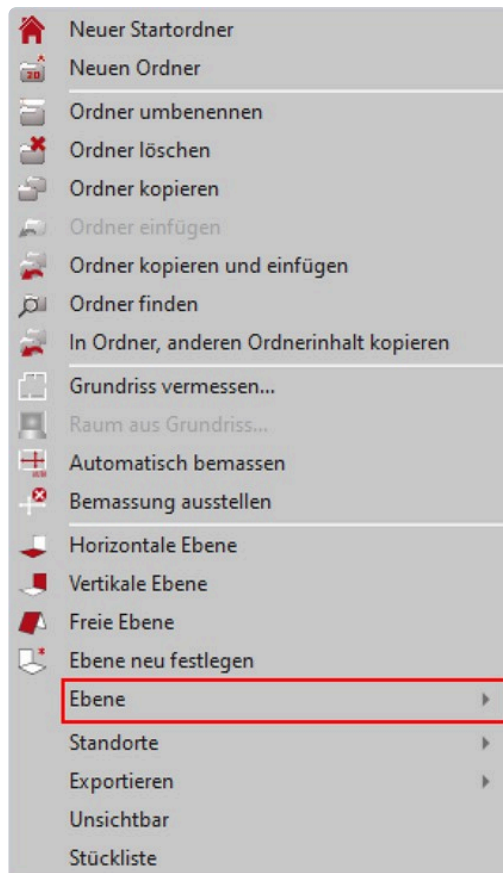 Neuer Startordner
Neuen Ordner
Ordner umbenennen
Ordner löschen
Ordner kopieren
Ordner einfügen
Ordner kopieren und einfügen
Ordner finden
In Ordner, anderen Ordnerinhalt kopieren
Grundriss vermessen...
Raum aus Grundriss...
Automatisch bemassen
Bemassung ausstellen
Horizontale Ebene
Vertikale Ebene
Freie Ebene
Ebene neu festlegen
Ebene
Standorte
Exportieren
Unsichtbar
Stückliste